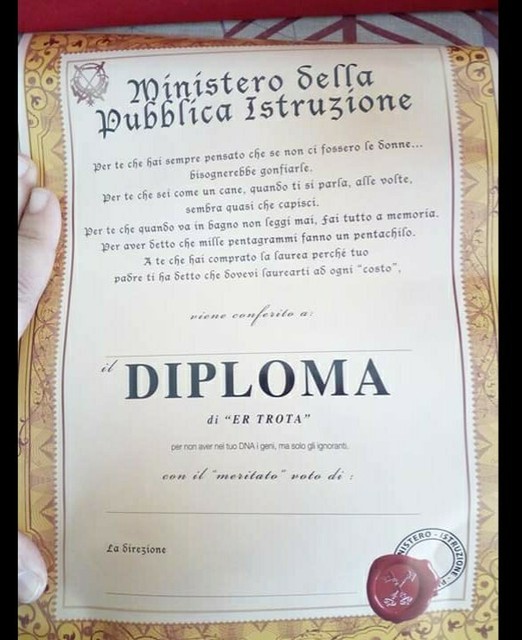 Ministero della
Pubblica Istruzione
Per te che hai sempre pensato che se non ci fossero le donne...
bisognerebbe gonfiarle.
Per te che sei come un cane, quando ti si parla, alle volte,
sembra quasi che capisci.
Per te che quando va in bagno non leggi mai, fai tutto a memoria.
Per aver detto che mille pentagrammi fanno un pentachilo.
A te che hai comprato la laurea perché tuo
padre ti ha detto che dovevi laurearti ad ogni "costo",
viene conferito a:
il DIPLOMA
di "ER TROTA"
per non aver nel tuo DNA i geni, ma solo gli ignoranti.
con il "meritato" voto di :
La direzione
MINISTERO - ISTRUZIONE -